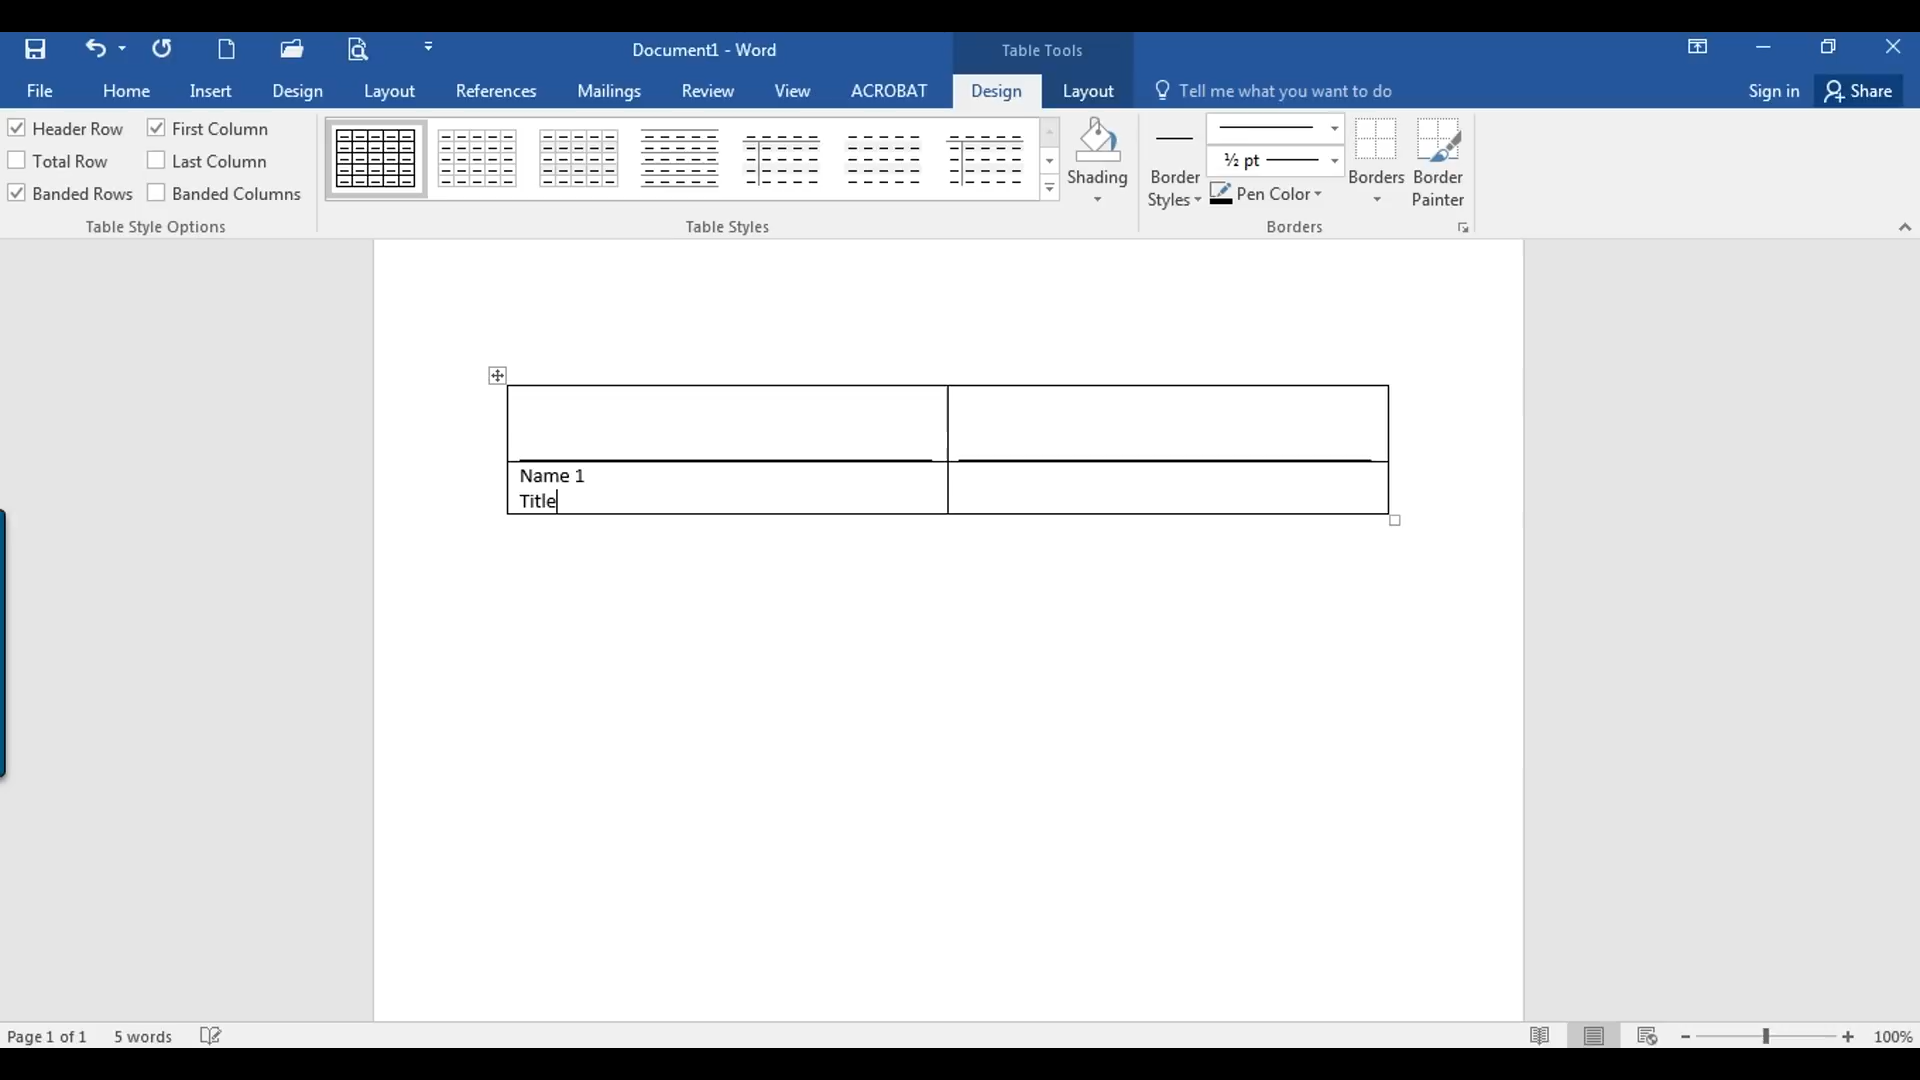 Document1 - Word
Table Tools
File
Home
Insert
Design
Layout
References
Mailings
Review
View
ACROBAT
Design
Layout
Tell me what you want to do
Sign in
Share
Header Row
First Column
Total Row
Last Column
Banded Rows
Banded Columns
Table Style Options
Table Styles
Shading
Border
Styles
½ pt
Pen Color
Borders
Border
Painter
Borders
Name 1
Title
Page 1 of 1
5 words
100%